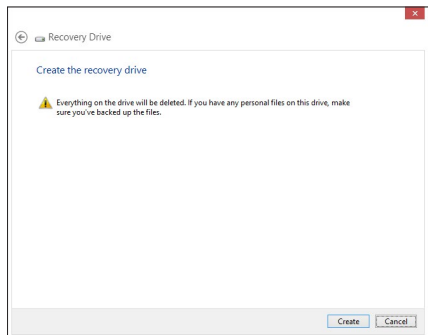 Recovery Drive
Create the recovery drive
Everything on the drive will be deleted. If you have any personal files on this drive, make
sure you've backed up the files.
Create Cancel